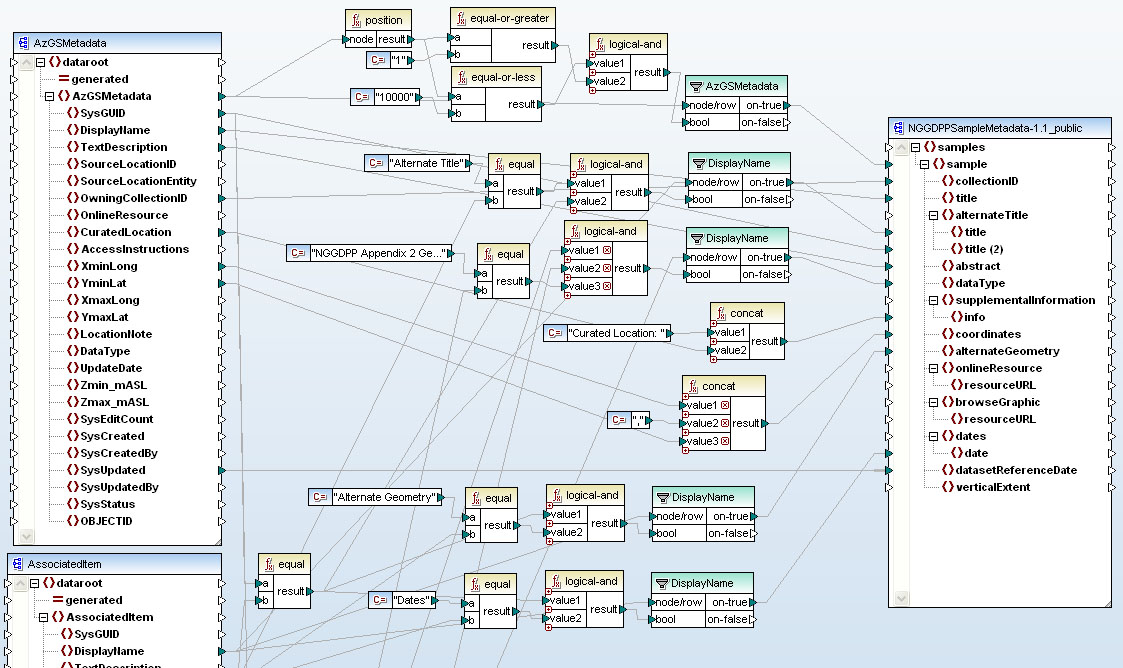 AzGSMetadata
dataroot
generated
AzGSMetadata
SysGUID
DisplayName
TextDescription
SourceLocationID
SourceLocationEntity
OwningCollectionID
OnlineResource
CuratedLocation
AccessInstructions
XminLong
YminLat
XmaxLong
YmaxLat
LocationNote
DataType
UpdateDate
Zmin_mASL
Zmax_mASL
SysEditCount
SysCreated
SysCreatedBy
SysUpdated
SysUpdatedBy
SysStatus
OBJECTID
AssociatedItem
dataroot
generated
AssociatedItem
SysGUID
DisplayName
TextDescription
position
node result
C= "1"
C= "10000"
equal-or-greater
a
result
b
equal-or-less
a
result
b
logical-and
value1
result
value2
AzGSMetadata
node/row on-true
bool on-false
C= "Alternate Title"
equal
a
result
b
logical-and
value1
result
value2
DisplayName
node/row on-true
bool on-false
C= "NGGDPP Appendix 2 Ge..."
equal
a
result
b
logical-and
value1
value2 result
value3
DisplayName
node/row on-true
bool on-false
C= "Curated Location: "
concat
value1
result
value2
C= ","
concat
value1
value2 result
value3
C= "Alternate Geometry"
equal
a
result
b
logical-and
value1
result
value2
DisplayName
node/row on-true
bool on-false
equal
a
result
b
C= "Dates"
equal
a
result
b
logical-and
value1
result
value2
DisplayName
node/row on-true
bool on-false
NGGDPPSampleMetadata-1.1_public
samples
sample
collectionID
title
alternateTitle
title
title (2)
abstract
dataType
supplementalInformation
info
coordinates
alternateGeometry
onlineResource
resourceURL
browseGraphic
resourceURL
dates
date
datasetReferenceDate
verticalExtent